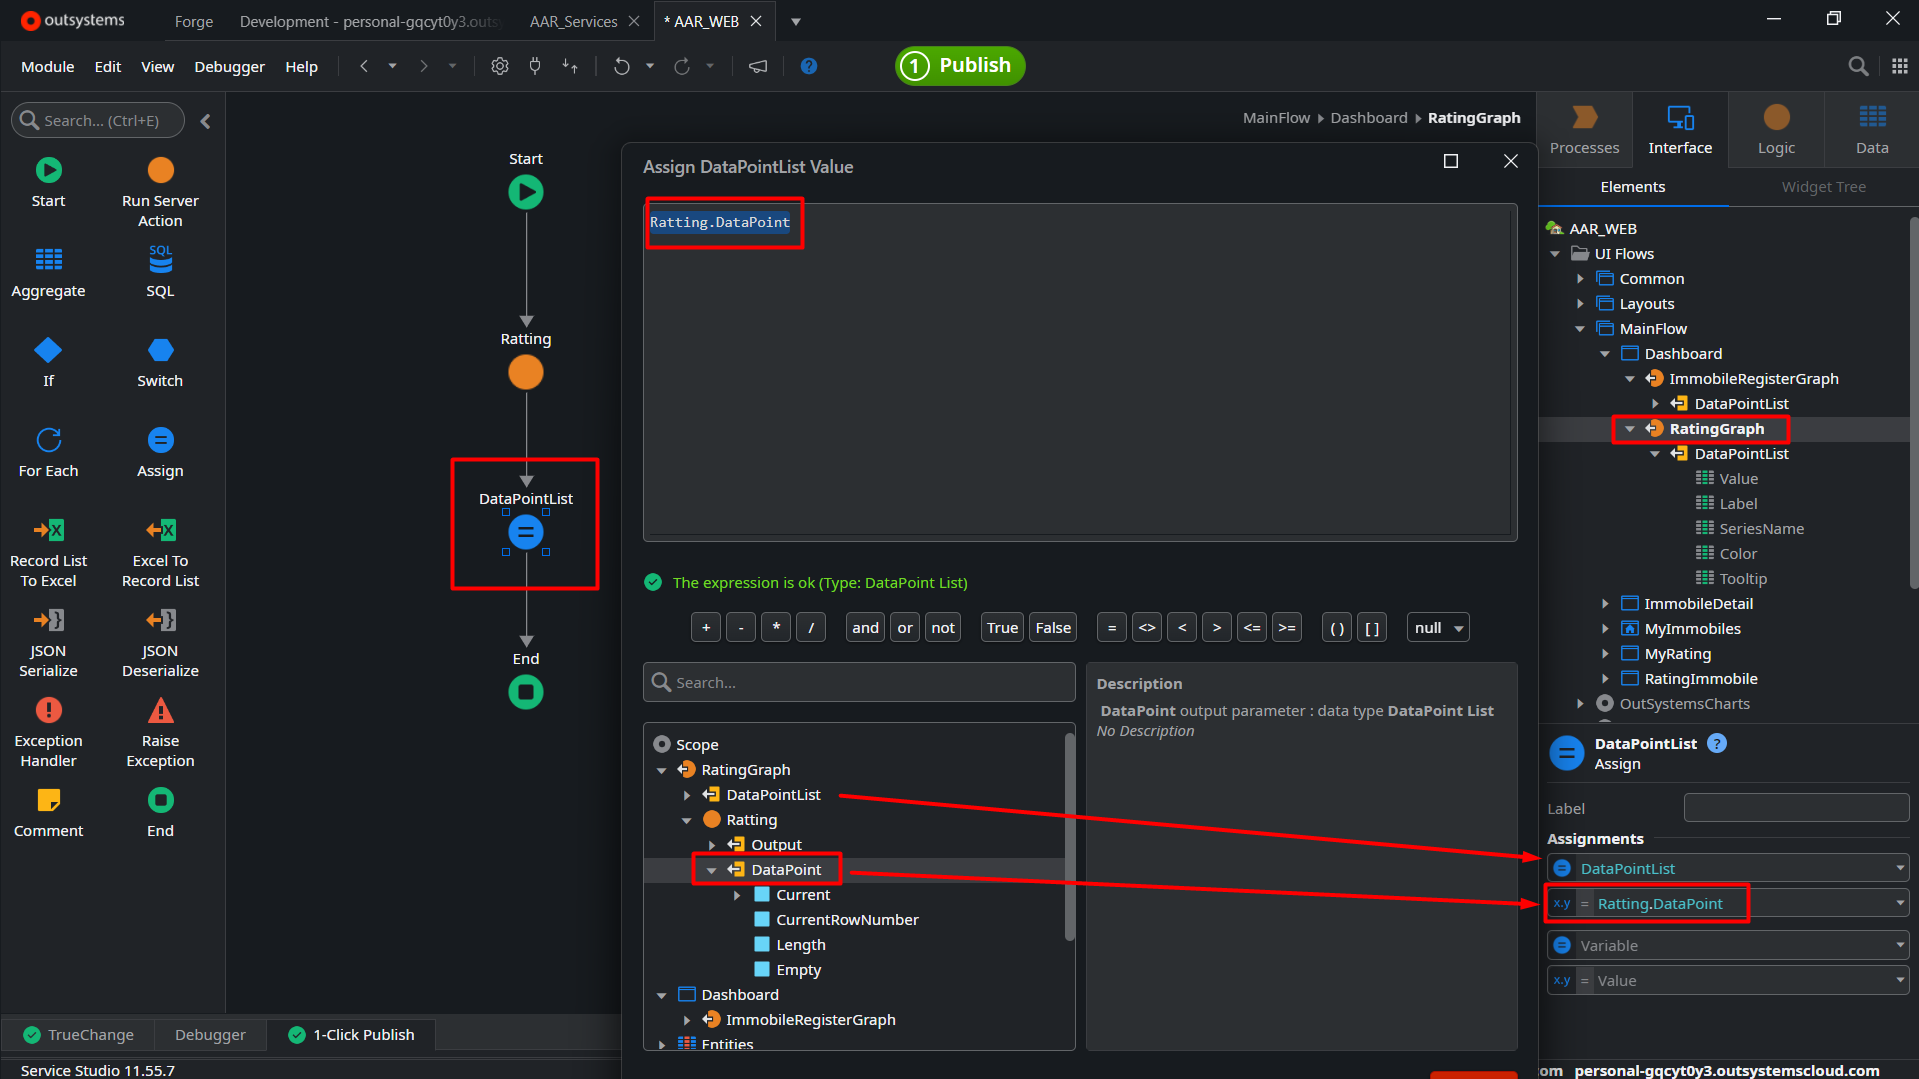 outsystems
Forge
Development - personal-gqcyt0y3.outs
AAR_Services
* AAR_WEB
Module
Edit
View
Debugger
Help
1
Publish
Search... (Ctrl+E)
Start
Run Server
Action
Aggregate
SQL
SQL
If
Switch
For Each
Assign
Record List
To Excel
Excel To
Record List
JSON
Serialize
JSON
Deserialize
Exception
Handler
Raise
Exception
Comment
End
Start
Ratting
DataPointList
End
MainFlow
Dashboard
RatingGraph
Assign DataPointList Value
Ratting.DataPoint
The expression is ok (Type: DataPoint List)
+
-
*
/
and
or
not
True
False
=
<>
<
>
<=
>=
( )
[ ]
null
Search...
Scope
RatingGraph
DataPointList
Ratting
Output
DataPoint
Current
CurrentRowNumber
Length
Empty
Dashboard
ImmobileRegisterGraph
Entities
Description
DataPoint output parameter : data type DataPoint List
No Description
Processes
Interface
Logic
Data
Elements
Widget Tree
AAR_WEB
UI Flows
Common
Layouts
MainFlow
Dashboard
ImmobileRegisterGraph
DataPointList
RatingGraph
DataPointList
Value
Label
SeriesName
Color
Tooltip
ImmobileDetail
MyImmobiles
MyRating
RatingImmobile
OutSystemsCharts
DataPointList ?
Assign
Label
Assignments
DataPointList
x.y = Ratting.DataPoint
Variable
x.y = Value
TrueChange
Debugger
1-Click Publish
Service Studio 11.55.7
om personal-gqcyt0y3.outsystemscloud.com